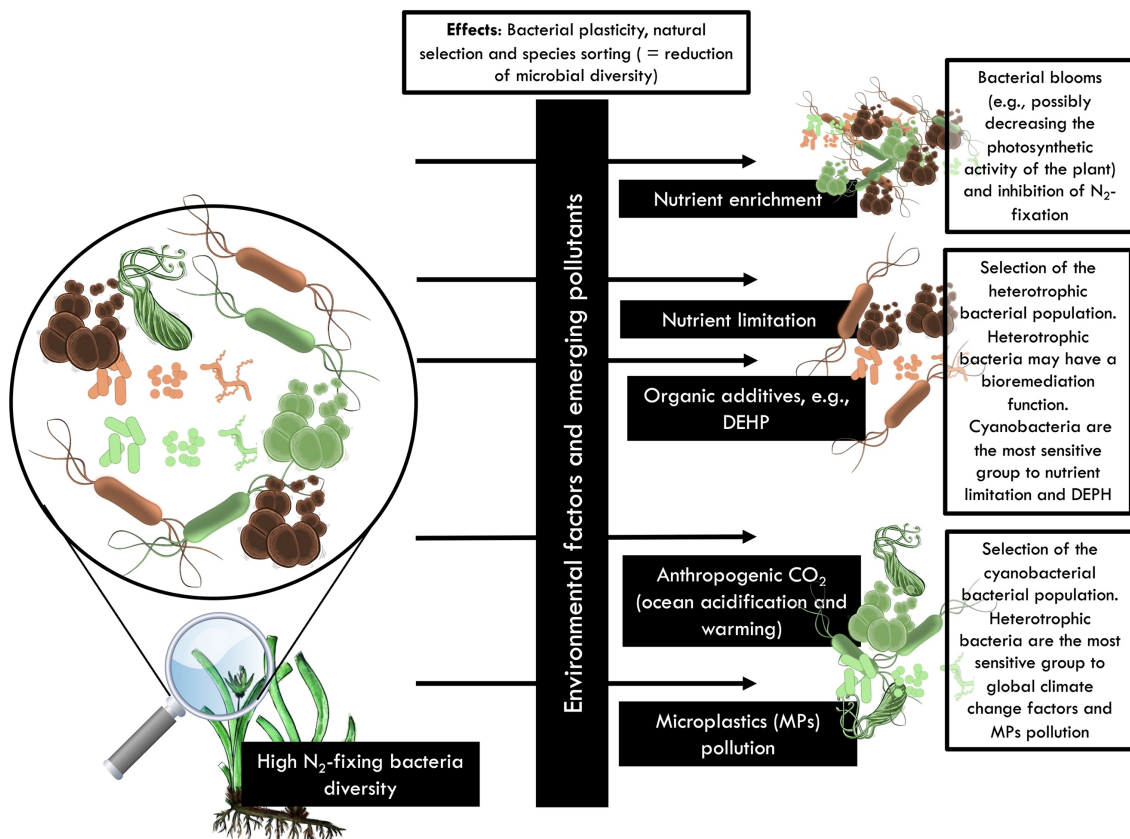 Effects: Bacterial plasticity, natural
selection and species sorting ( = reduction
of microbial diversity)
Environmental factors and emerging pollutants
Nutrient enrichment
Bacterial blooms
(e.g., possibly
decreasing the
photosynthetic
activity of the plant)
and inhibition of N₂-
fixation
Nutrient limitation
Organic additives, e.g.,
DEHP
Selection of the
heterotrophic
bacterial population.
Heterotrophic
bacteria may have a
bioremediation
function.
Cyanobacteria are
the most sensitive
group to nutrient
limitation and DEPH
Anthropogenic CO₂
(ocean acidification and
warming)
Microplastics (MPs)
pollution
Selection of the
cyanobacterial
bacterial population.
Heterotrophic
bacteria are the most
sensitive group to
global climate
change factors and
MPs pollution
High N₂-fixing bacteria
diversity